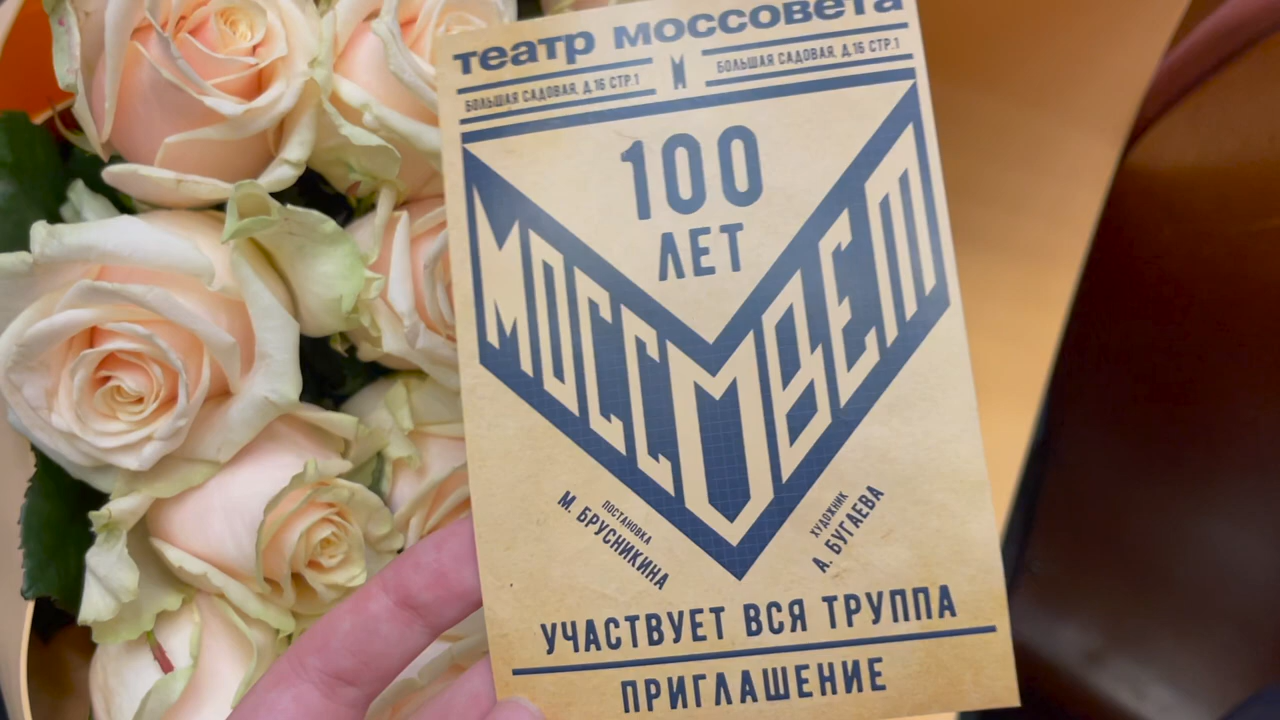 театр моссовета
БОЛЬШАЯ САДОВАЯ, Д.16 СТР.1
М
БОЛЬШАЯ САДОВАЯ, Д.16 СТР.1
100
ЛЕТ
МОССОВЕТ
ПОСТАНОВКА
М. БРУСНИКИНА
ХУДОЖНИК
А. БУГАЕВА
УЧАСТВУЕТ ВСЯ ТРУППА
ПРИГЛАШЕНИЕ